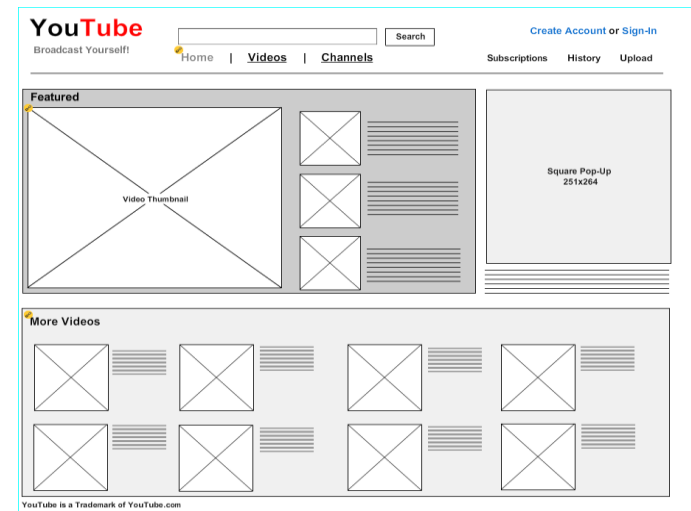 YouTube
Broadcast Yourself!
Search
Create Account or Sign-In
Home | Videos | Channels
Subscriptions History Upload
Featured
Video Thumbnail
Square Pop-Up
251x264
More Videos
YouTube is a Trademark of YouTube.com